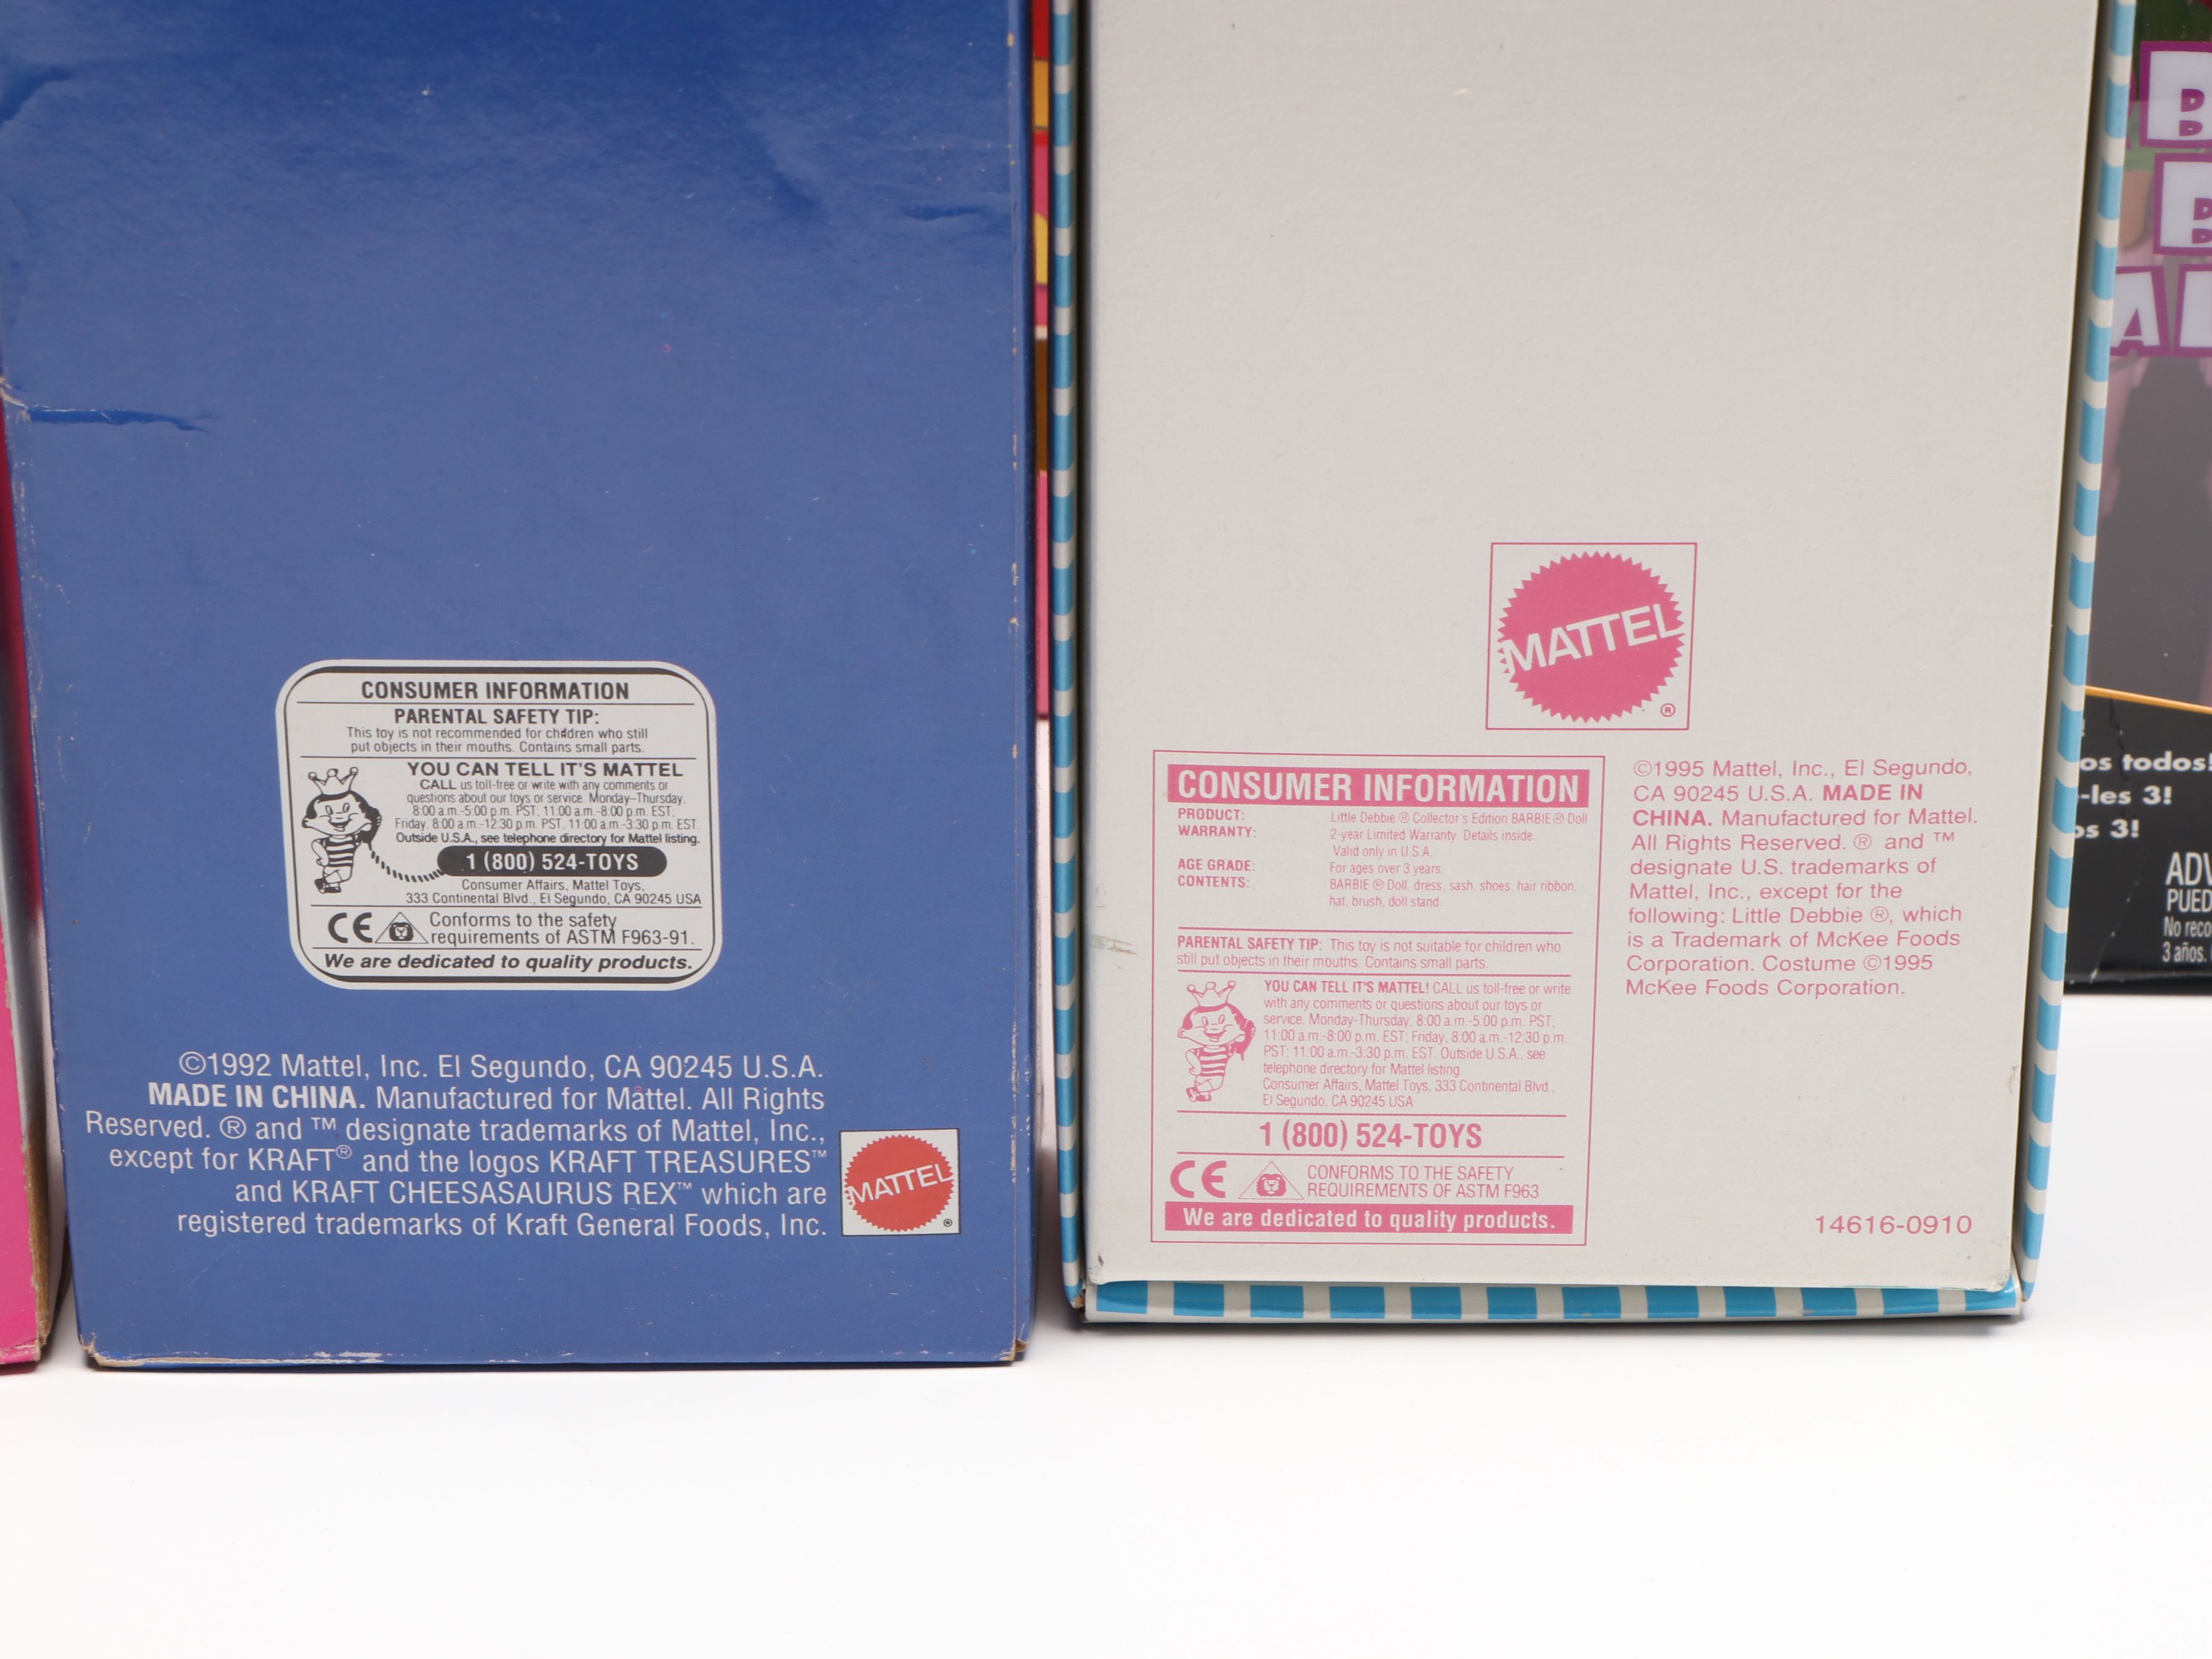 CONSUMER INFORMATION
PARENTAL SAFETY TIP:
This toy is not recommended for children who still
put objects in their mouths. Contains small parts.
YOU CAN TELL IT'S MATTEL
CALL us toll-free or write with any comments or
questions about our toys or service. Monday–Thursday,
8:00 a.m.-5:00 p.m. PST; 11:00 a.m.-8:00 p.m. EST;
Friday, 8:00 a.m.-12:30 p.m. PST, 11:00 a.m.-3:30 p.m. EST.
Outside U.S.A., see telephone directory for Mattel listing.
1 (800) 524-TOYS
Consumer Affairs, Mattel Toys,
333 Continental Blvd., El Segundo, CA 90245 USA
CE Conforms to the safety
requirements of ASTM F963-91.
We are dedicated to quality products.
©1992 Mattel, Inc. El Segundo, CA 90245 U.S.A.
MADE IN CHINA. Manufactured for Mattel. All Rights
Reserved. ® and ™ designate trademarks of Mattel, Inc.,
except for KRAFT® and the logos KRAFT TREASURES™
and KRAFT CHEESASAURUS REX™ which are
registered trademarks of Kraft General Foods, Inc.
MATTEL ®
MATTEL ®
CONSUMER INFORMATION
PRODUCT: Little Debbie ® Collector's Edition BARBIE® Doll
WARRANTY: 2-year Limited Warranty. Details inside.
Valid only in U.S.A.
AGE GRADE: For ages over 3 years.
CONTENTS: BARBIE ® Doll, dress, sash, shoes, hair ribbon,
hat, brush, doll stand.
PARENTAL SAFETY TIP: This toy is not suitable for children who
still put objects in their mouths. Contains small parts.
YOU CAN TELL IT'S MATTEL! CALL us toll-free or write
with any comments or questions about our toys or
service. Monday-Thursday, 8:00 a.m.-5:00 p.m. PST;
11:00 a.m.-8:00 p.m. EST; Friday, 8:00 a.m.-12:30 p.m.
PST; 11:00 a.m.-3:30 p.m. EST. Outside U.S.A., see
telephone directory for Mattel listing.
Consumer Affairs, Mattel Toys, 333 Continental Blvd.,
El Segundo, CA 90245 USA
1 (800) 524-TOYS
CE CONFORMS TO THE SAFETY
REQUIREMENTS OF ASTM F963
We are dedicated to quality products.
©1995 Mattel, Inc., El Segundo,
CA 90245 U.S.A. MADE IN
CHINA. Manufactured for Mattel.
All Rights Reserved. ® and ™
designate U.S. trademarks of
Mattel, Inc., except for the
following: Little Debbie ®, which
is a Trademark of McKee Foods
Corporation. Costume ©1995
McKee Foods Corporation.
14616-0910
os todos!
-les 3!
os 3!
ADV
PUED
No reco
3 años.